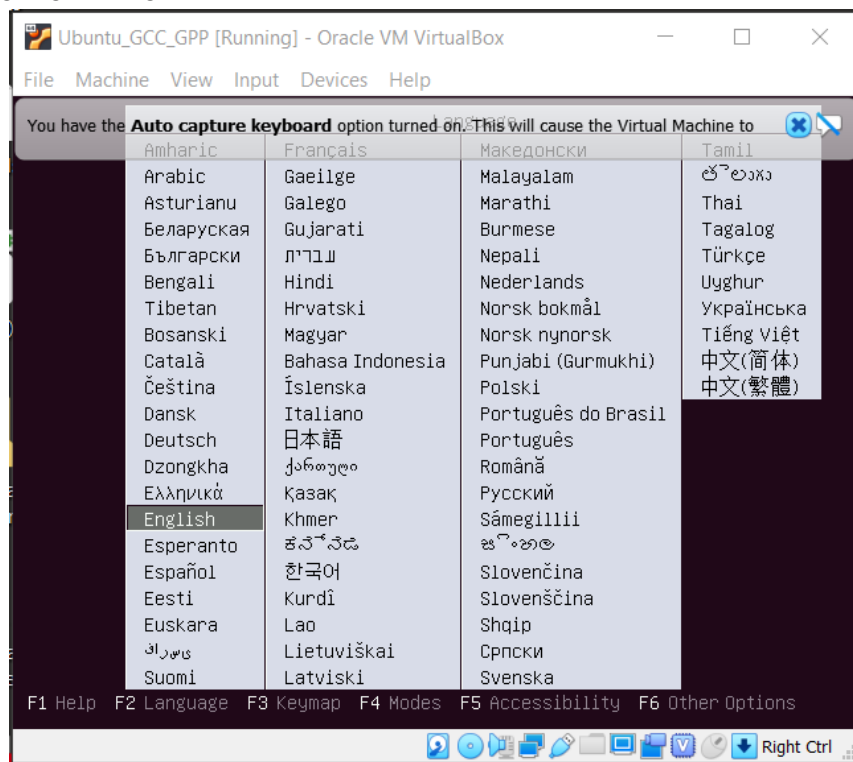 Ubuntu_GCC_GPP [Running] - Oracle VM VirtualBox
File Machine View Input Devices Help
Language
You have the Auto capture keyboard option turned on. This will cause the Virtual Machine to
Amharic Français Македонски Tamil
Arabic Gaeilge Malayalam
Asturianu Galego Marathi Thai
Беларуская Gujarati Burmese Tagalog
Български עברית Nepali Türkçe
Bengali Hindi Nederlands Uyghur
Tibetan Hrvatski Norsk bokmål Українська
Bosanski Magyar Norsk nynorsk Tiếng Việt
Català Bahasa Indonesia Punjabi (Gurmukhi) 中文(简体)
Čeština Íslenska Polski 中文(繁體)
Dansk Italiano Português do Brasil
Deutsch 日本語 Português
Dzongkha ქართული Română
Ελληνικά Қазақ Русский
English Khmer Sámegillii
Esperanto
Español 한국어 Slovenčina
Eesti Kurdî Slovenščina
Euskara Lao Shqip
Lietuviškai Српски
Suomi Latviski Svenska
F1 Help F2 Language F3 Keymap F4 Modes F5 Accessibility F6 Other Options
Right Ctrl